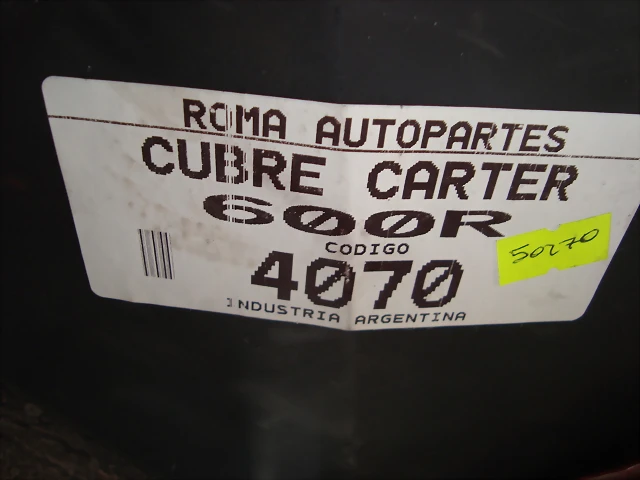 ROMA AUTOPARTES
CUBRE CARTER
600R
CODIGO
4070
INDUSTRIA ARGENTINA
50270